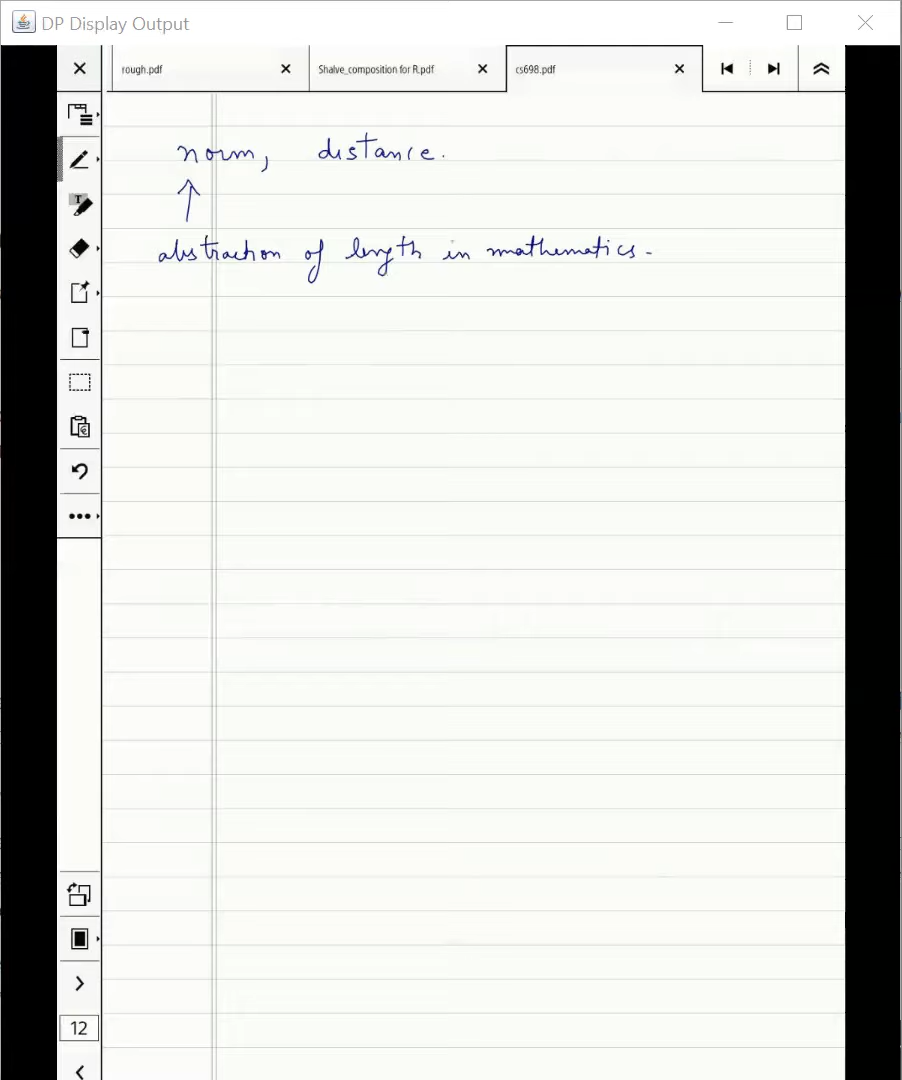 DP Display Output
rough.pdf
Shalve_composition for R.pdf
cs698.pdf
norm, distance.
abstraction of length in mathematics.
12